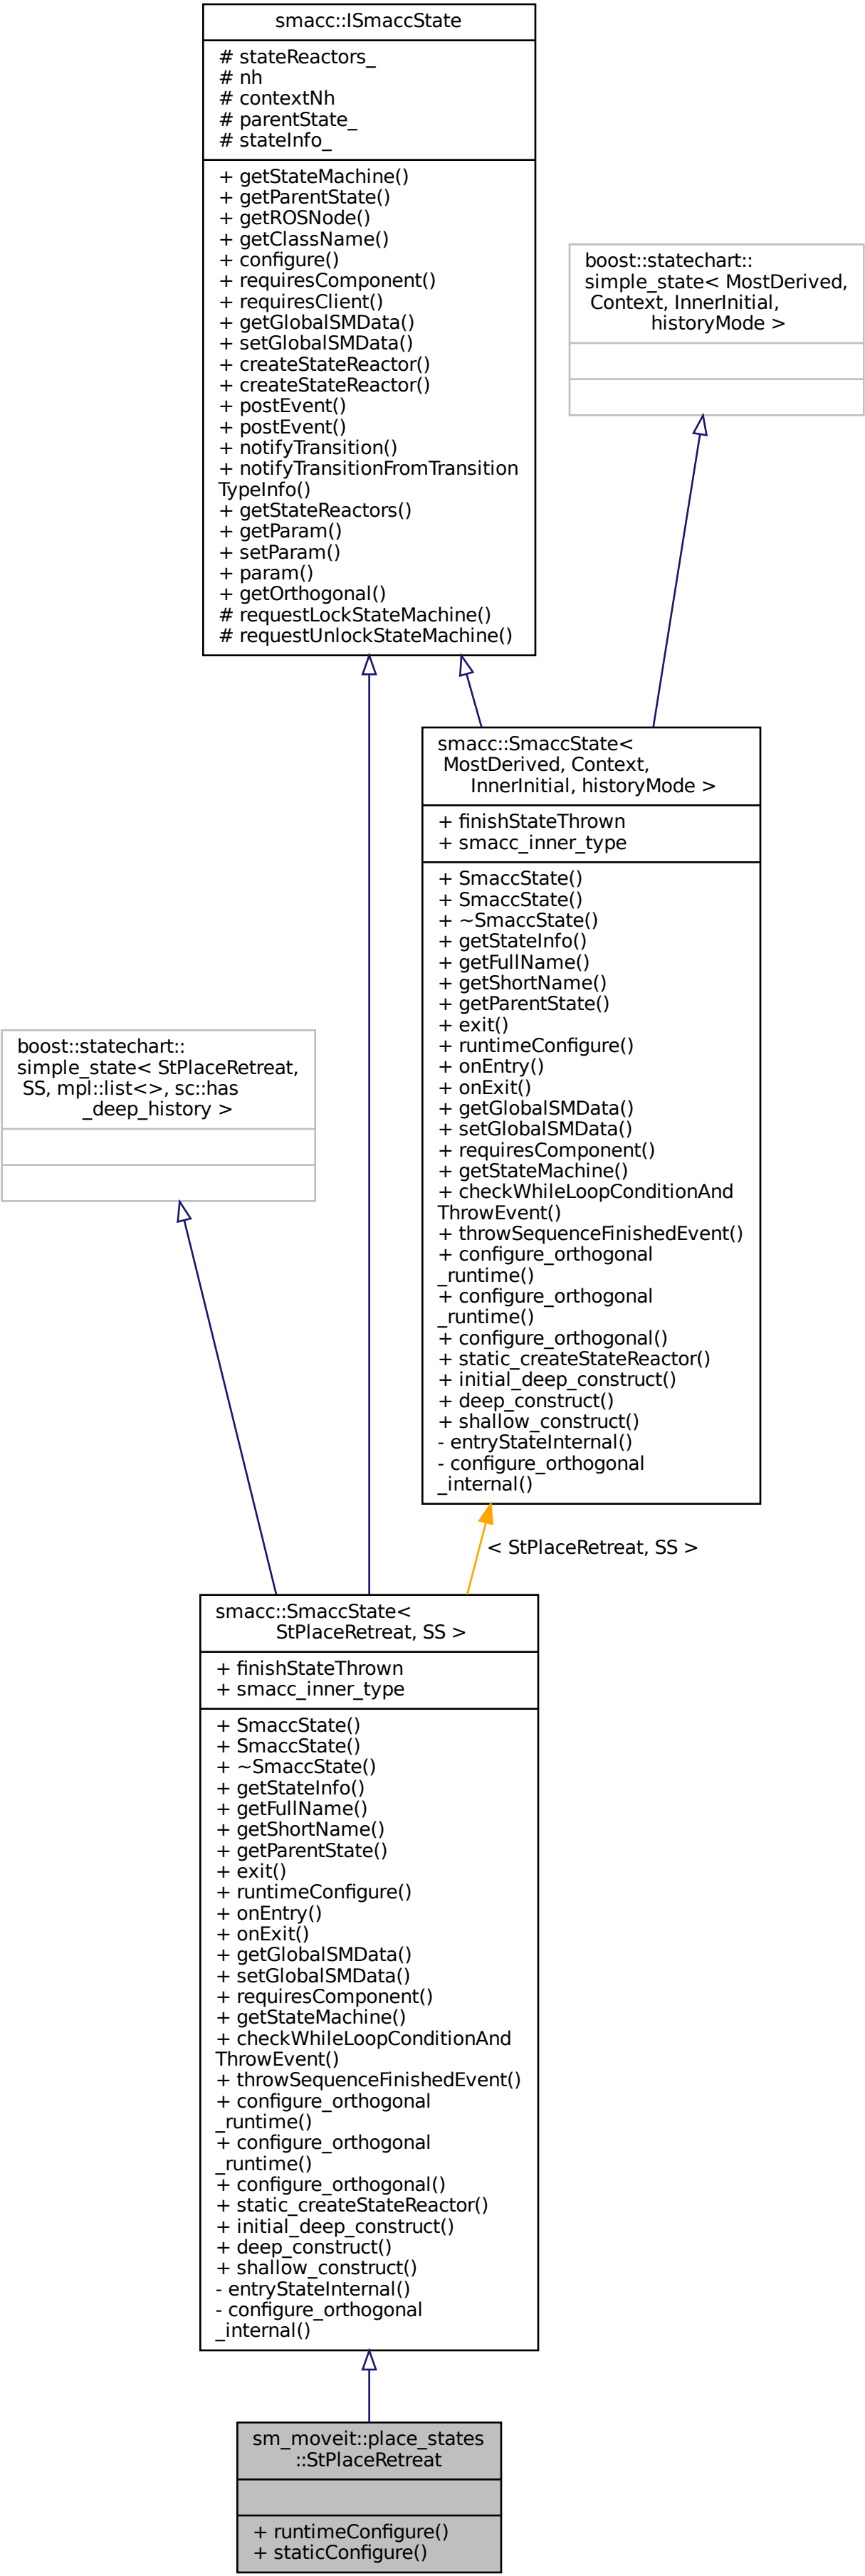 smacc::ISmaccState
# stateReactors_
# nh
# contextNh
# parentState_
# stateInfo_
+ getStateMachine()
+ getParentState()
+ getROSNode()
+ getClassName()
+ configure()
+ requiresComponent()
+ requiresClient()
+ getGlobalSMData()
+ setGlobalSMData()
+ createStateReactor()
+ createStateReactor()
+ postEvent()
+ postEvent()
+ notifyTransition()
+ notifyTransitionFromTransition
TypeInfo()
+ getStateReactors()
+ getParam()
+ setParam()
+ param()
+ getOrthogonal()
# requestLockStateMachine()
# requestUnlockStateMachine()
boost::statechart::
simple_state< MostDerived,
Context, InnerInitial,
historyMode >
smacc::SmaccState<
MostDerived, Context,
InnerInitial, historyMode >
+ finishStateThrown
+ smacc_inner_type
+ SmaccState()
+ SmaccState()
+ ~SmaccState()
+ getStateInfo()
+ getFullName()
+ getShortName()
+ getParentState()
+ exit()
+ runtimeConfigure()
+ onEntry()
+ onExit()
+ getGlobalSMData()
+ setGlobalSMData()
+ requiresComponent()
+ getStateMachine()
+ checkWhileLoopConditionAnd
ThrowEvent()
+ throwSequenceFinishedEvent()
+ configure_orthogonal
_runtime()
+ configure_orthogonal
_runtime()
+ configure_orthogonal()
+ static_createStateReactor()
+ initial_deep_construct()
+ deep_construct()
+ shallow_construct()
- entryStateInternal()
- configure_orthogonal
_internal()
boost::statechart::
simple_state< StPlaceRetreat,
SS, mpl::list<>, sc::has
_deep_history >
< StPlaceRetreat, SS >
smacc::SmaccState<
StPlaceRetreat, SS >
+ finishStateThrown
+ smacc_inner_type
+ SmaccState()
+ SmaccState()
+ ~SmaccState()
+ getStateInfo()
+ getFullName()
+ getShortName()
+ getParentState()
+ exit()
+ runtimeConfigure()
+ onEntry()
+ onExit()
+ getGlobalSMData()
+ setGlobalSMData()
+ requiresComponent()
+ getStateMachine()
+ checkWhileLoopConditionAnd
ThrowEvent()
+ throwSequenceFinishedEvent()
+ configure_orthogonal
_runtime()
+ configure_orthogonal
_runtime()
+ configure_orthogonal()
+ static_createStateReactor()
+ initial_deep_construct()
+ deep_construct()
+ shallow_construct()
- entryStateInternal()
- configure_orthogonal
_internal()
sm_moveit::place_states
::StPlaceRetreat
+ runtimeConfigure()
+ staticConfigure()